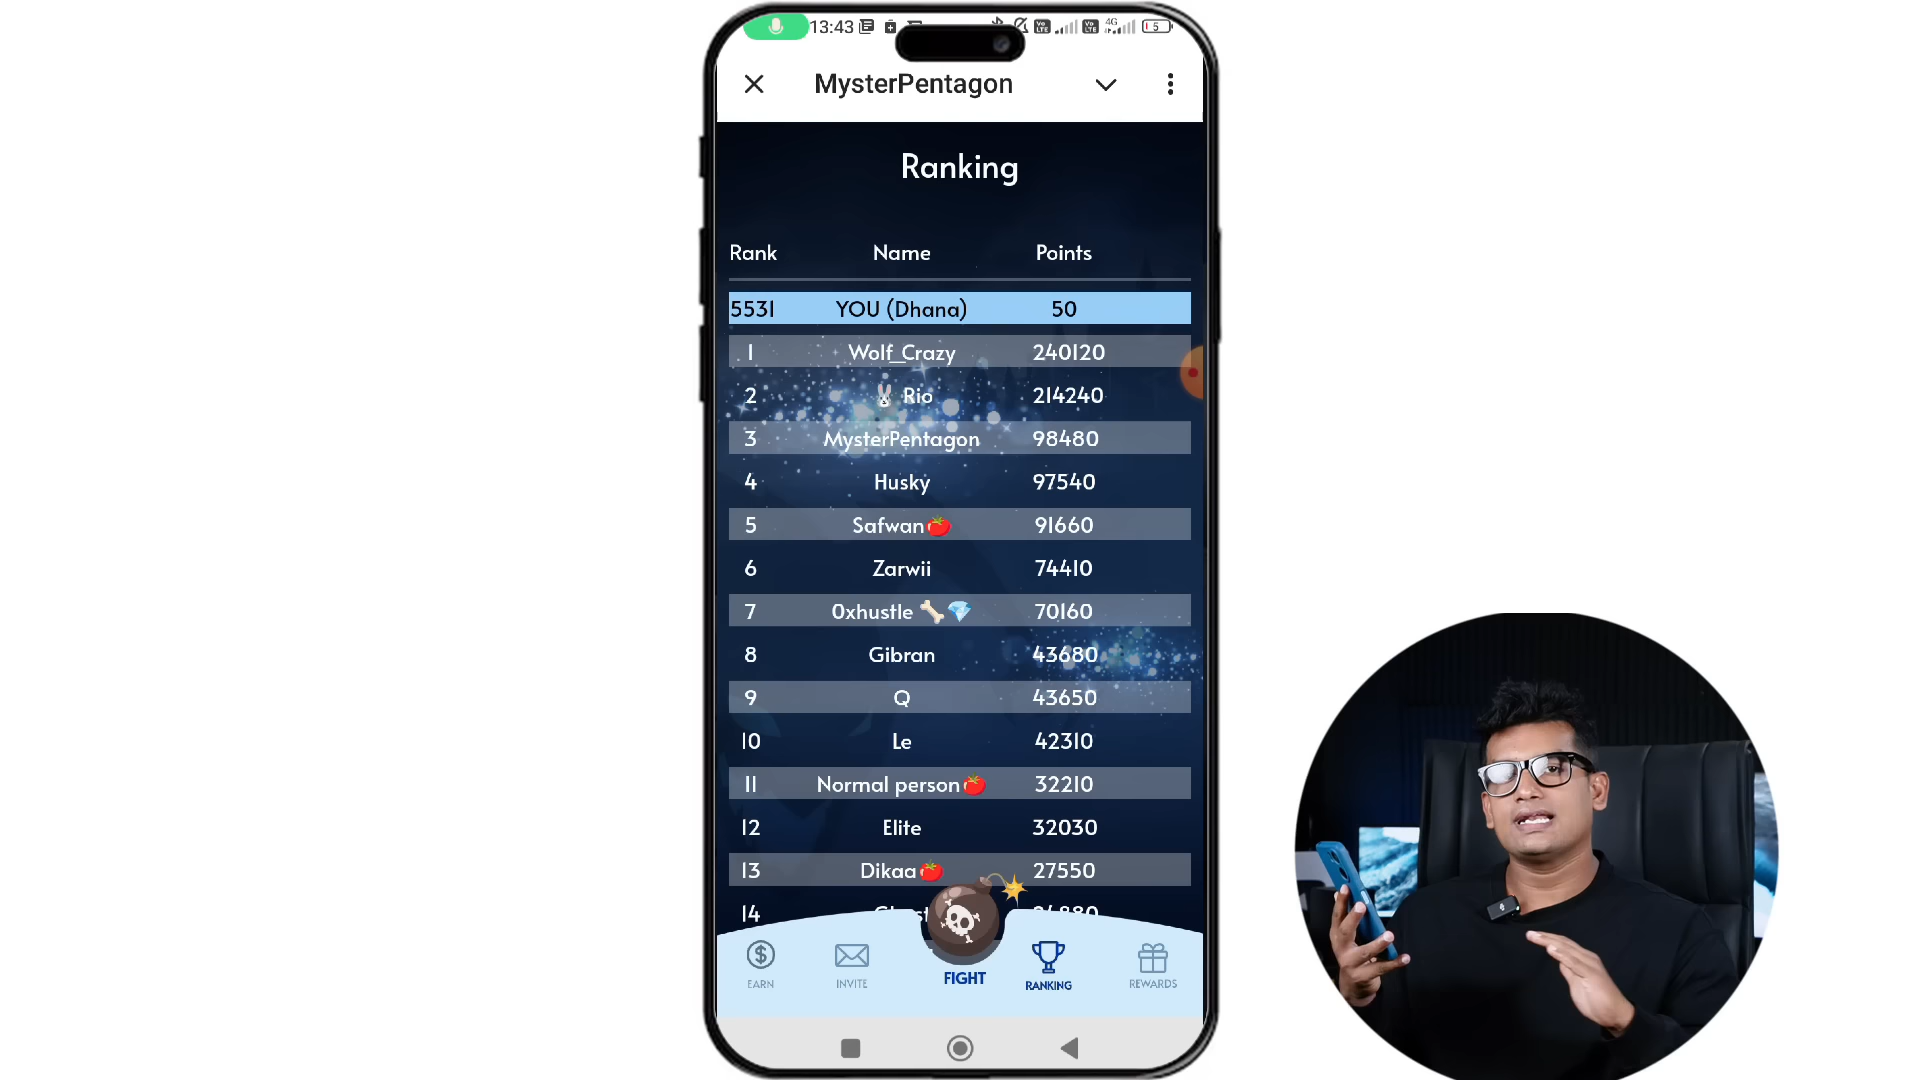 13:43 4G 5
MysterPentagon
Ranking
Rank Name Points
5531 YOU (Dhana) 50
1 Wolf_Crazy 240120
2 🐰 Rio 214240
3 MysterPentagon 98480
4 Husky 97540
5 Safwan🍅 91660
6 Zarwii 74410
7 0xhustle 🦴💎 70160
8 Gibran 43680
9 Q 43650
10 Le 42310
11 Normal person🍅 32210
12 Elite 32030
13 Dikaa🍅 27550
14
EARN INVITE FIGHT RANKING REWARDS